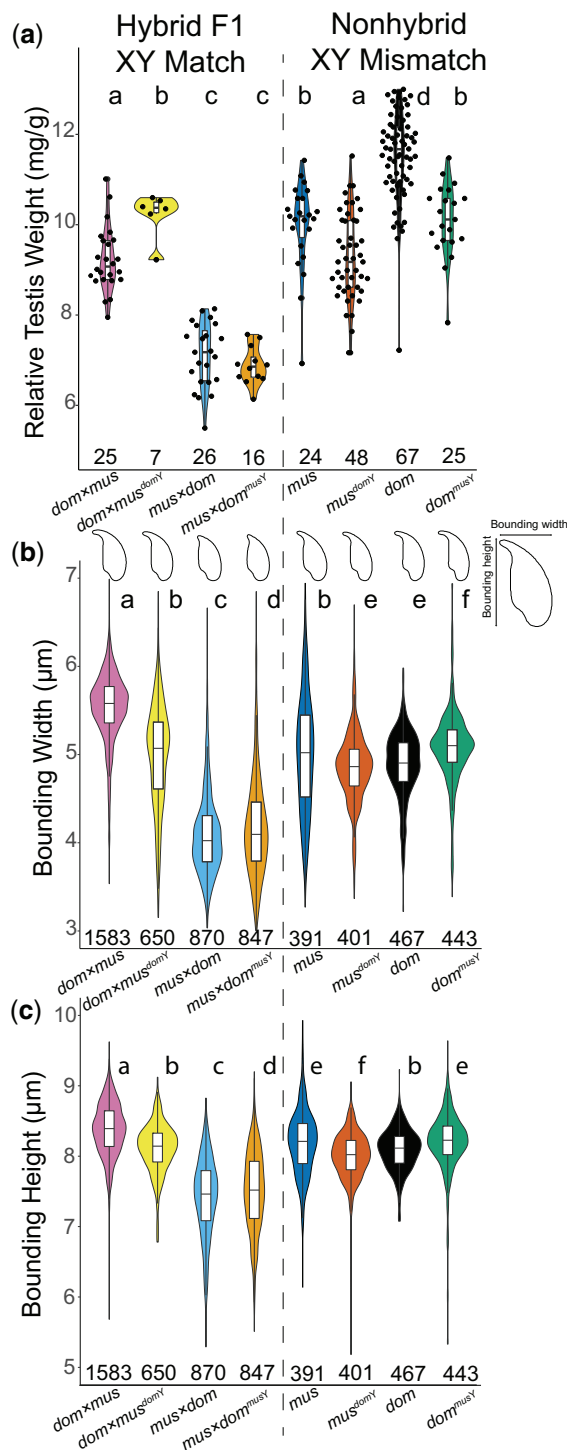 (a)
Hybrid F1
XY Match
Nonhybrid
XY Mismatch
a b c c b a d b
Relative Testis Weight (mg/g)
12
10
8
6
25 7 26 16 24 48 67 25
dom×mus dom×mus^domY mus×dom mus×dom^musY mus mus^domY dom dom^musY
(b)
Bounding width
Bounding height
a b c d b e e f
Bounding Width (µm)
7
6
5
4
3
1583 650 870 847 391 401 467 443
dom×mus dom×mus^domY mus×dom mus×dom^musY mus mus^domY dom dom^musY
(c)
a b c d e f b e
Bounding Height (µm)
10
9
8
7
6
5
1583 650 870 847 391 401 467 443
dom×mus dom×mus^domY mus×dom mus×dom^musY mus mus^domY dom dom^musY